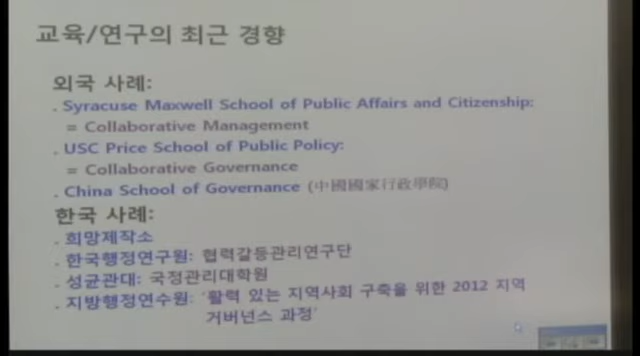 교육/연구의 최근 경향
외국 사례:
. Syracuse Maxwell School of Public Affairs and Citizenship:
= Collaborative Management
. USC Price School of Public Policy:
= Collaborative Governance
. China School of Governance (中國國家行政學院)
한국 사례:
. 희망제작소
. 한국행정연구원: 협력갈등관리연구단
. 성균관대: 국정관리대학원
. 지방행정연수원: '활력 있는 지역사회 구축을 위한 2012 지역
거버넌스 과정'